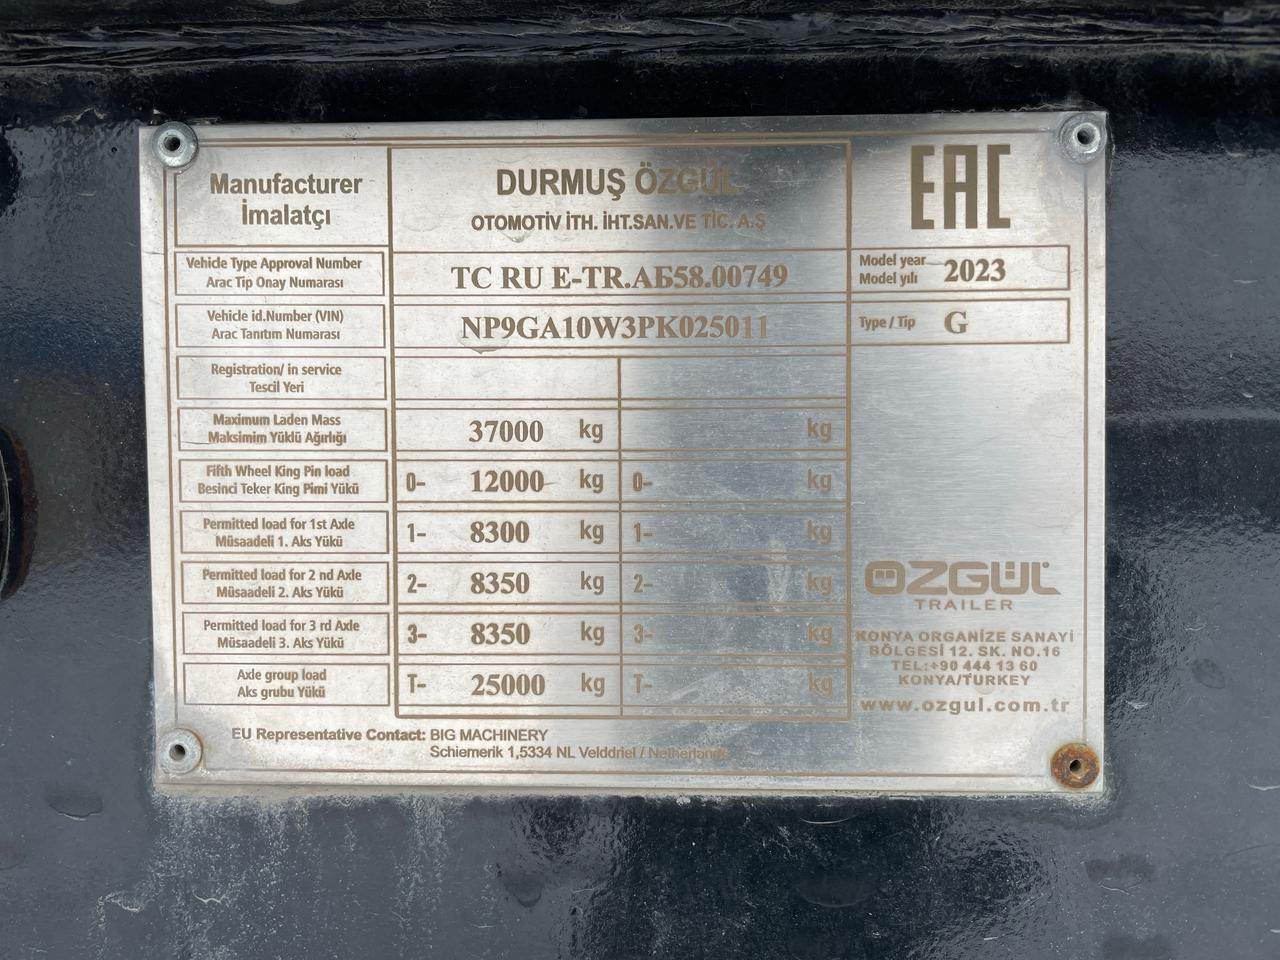 Manufacturer
İmalatçı
DURMUŞ ÖZGÜL
OTOMOTİV İTH. İHT.SAN.VE TİC. A.Ş
EAC
Vehicle Type Approval Number
Arac Tip Onay Numarası
TC RU E-TR.АБ58.00749
Model year
Model yılı
2023
Vehicle id.Number (VIN)
Arac Tanıtım Numarası
NP9GA10W3PK025011
Type / Tip
G
Registration/ in service
Tescil Yeri
Maximum Laden Mass
Maksimim Yüklü Ağırlığı
37000 kg kg
Fifth Wheel King Pin load
Besinci Teker King Pimi Yükü
0- 12000 kg 0- kg
Permitted load for 1st Axle
Müsaadeli 1. Aks Yükü
1- 8300 kg 1- kg
Permitted load for 2 nd Axle
Müsaadeli 2. Aks Yükü
2- 8350 kg 2- kg
Permitted load for 3 rd Axle
Müsaadeli 3. Aks Yükü
3- 8350 kg 3- kg
Axle group load
Aks grubu Yükü
T- 25000 kg T- kg
ÖZGÜL
TRAILER
KONYA ORGANIZE SANAYİ
BÖLGESİ 12. SK. NO.16
TEL:+90 444 13 60
KONYA/TURKEY
www.ozgul.com.tr
EU Representative Contact: BIG MACHINERY
Schiemerik 1,5334 NL Velddriel / Netherlands